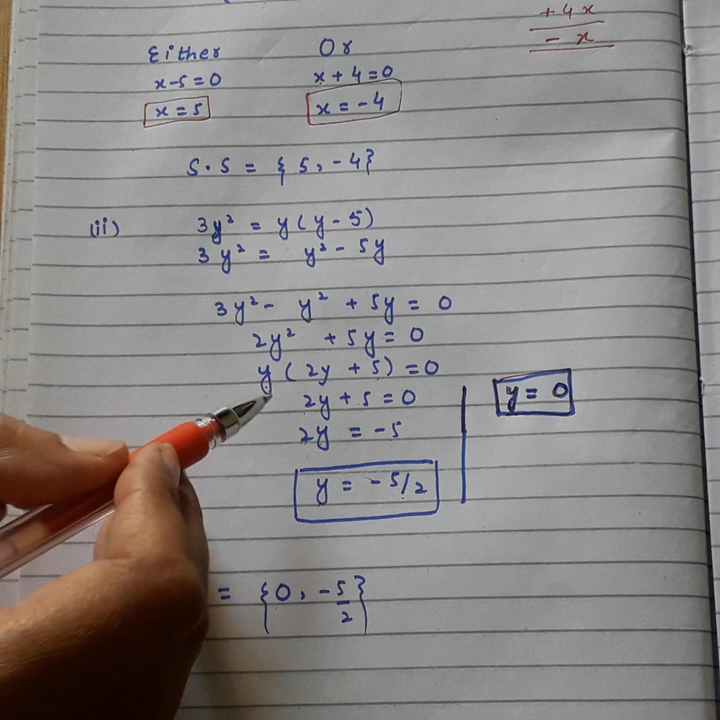 + 4x
- x
Either Or
x-5=0 x+4=0
x=5 x=-4
S.S = {5, -4}
(ii) 3y² = y(y-5)
3y² = y² - 5y
3y² - y² + 5y = 0
2y² + 5y = 0
y(2y + 5) = 0
2y + 5 = 0 y = 0
2y = -5
y = -5/2
= {0, -5/2}